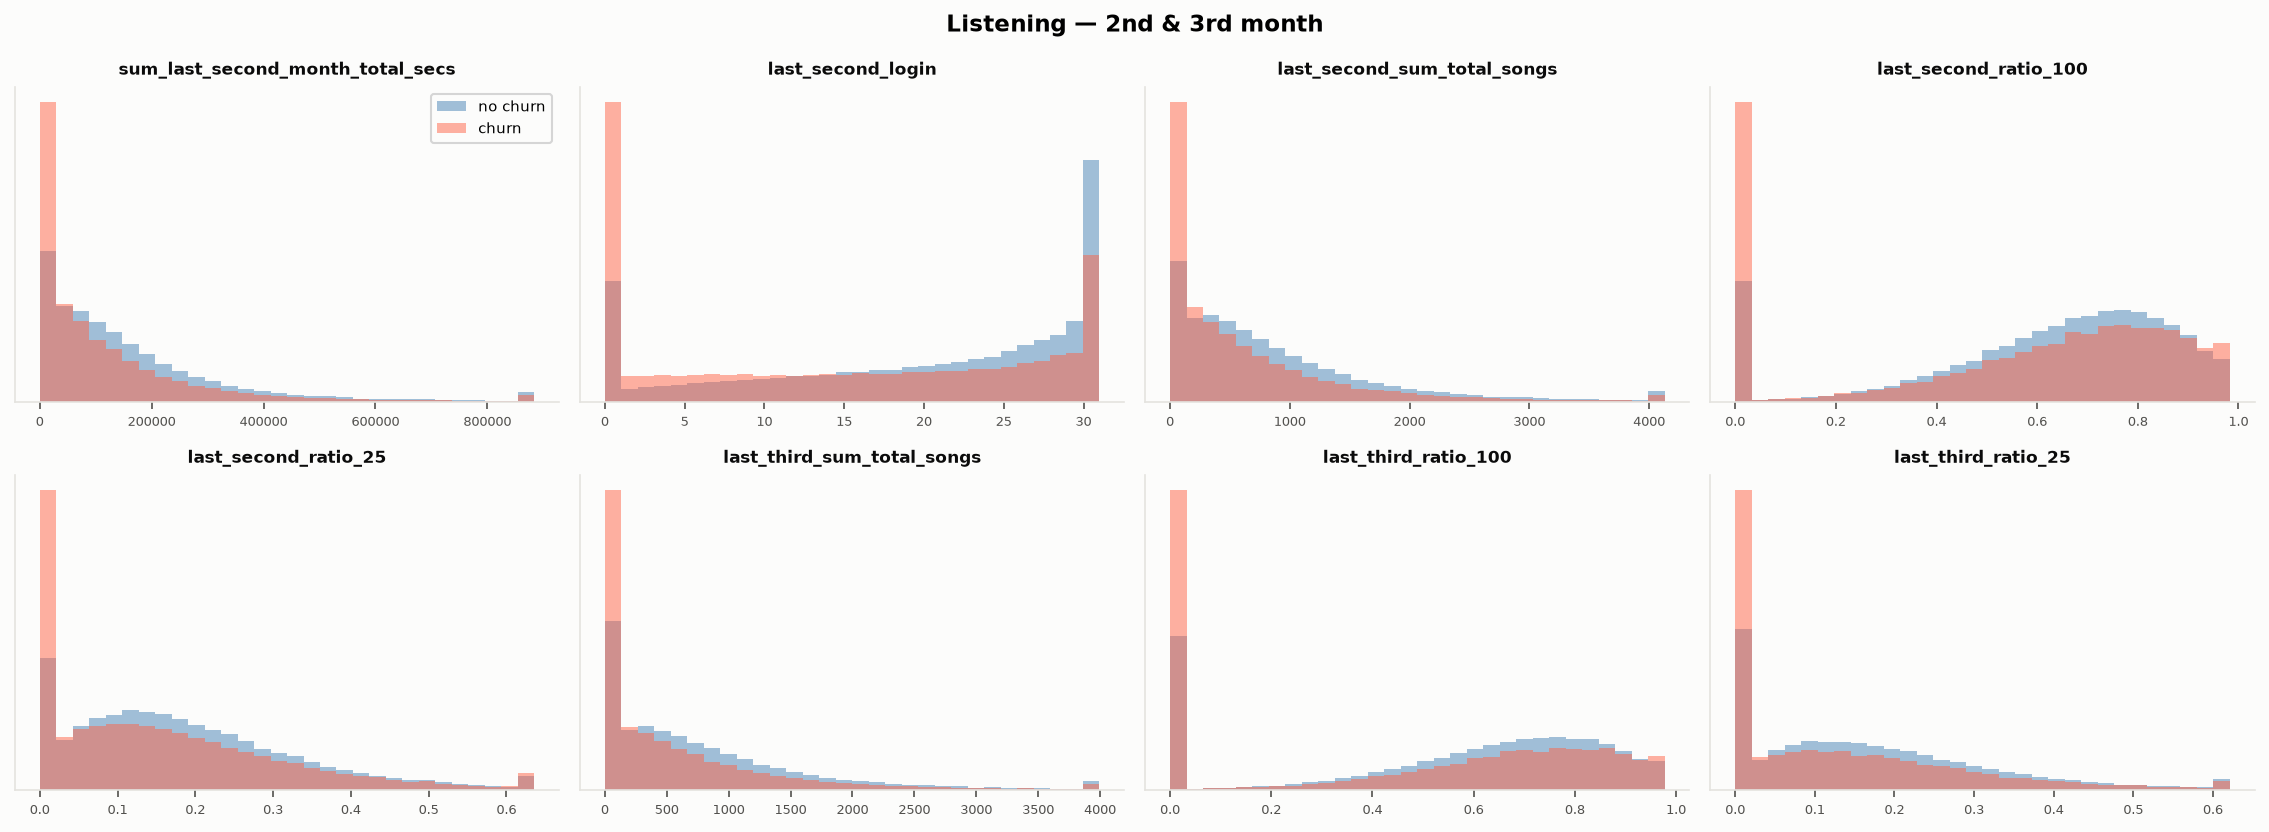 Listening — 2nd & 3rd month
sum_last_second_month_total_secs
no churn
churn
0 200000 400000 600000 800000
last_second_login
0 5 10 15 20 25 30
last_second_sum_total_songs
0 1000 2000 3000 4000
last_second_ratio_100
0.0 0.2 0.4 0.6 0.8 1.0
last_second_ratio_25
0.0 0.1 0.2 0.3 0.4 0.5 0.6
last_third_sum_total_songs
0 500 1000 1500 2000 2500 3000 3500 4000
last_third_ratio_100
0.0 0.2 0.4 0.6 0.8 1.0
last_third_ratio_25
0.0 0.1 0.2 0.3 0.4 0.5 0.6